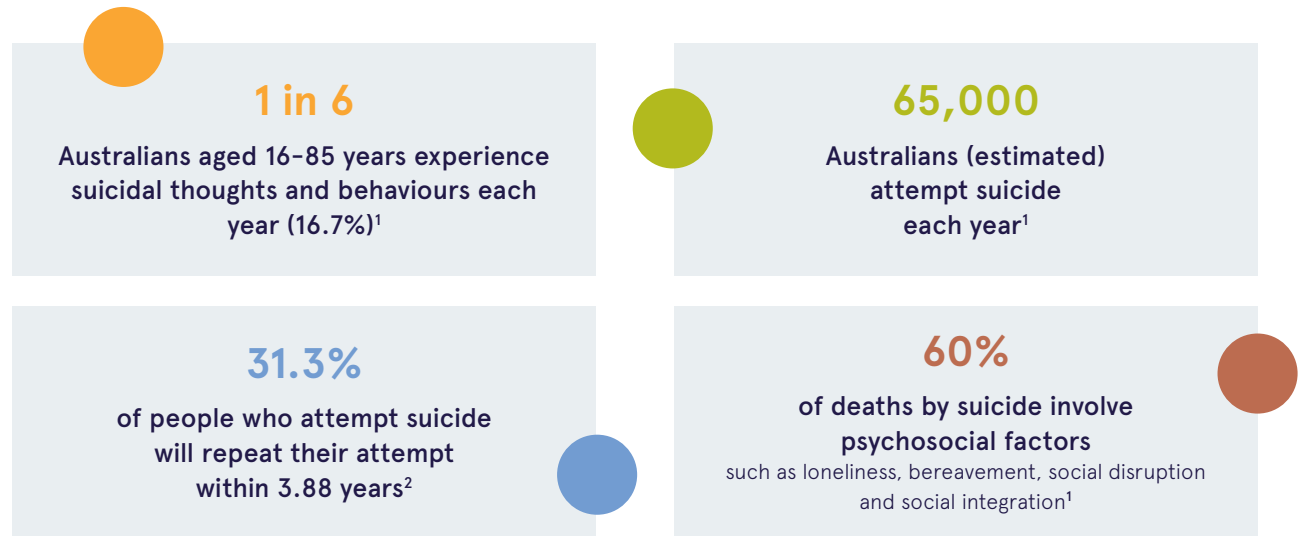 1 in 6
Australians aged 16-85 years experience
suicidal thoughts and behaviours each
year (16.7%)¹
65,000
Australians (estimated)
attempt suicide
each year¹
31.3%
of people who attempt suicide
will repeat their attempt
within 3.88 years²
60%
of deaths by suicide involve
psychosocial factors
such as loneliness, bereavement, social disruption
and social integration¹